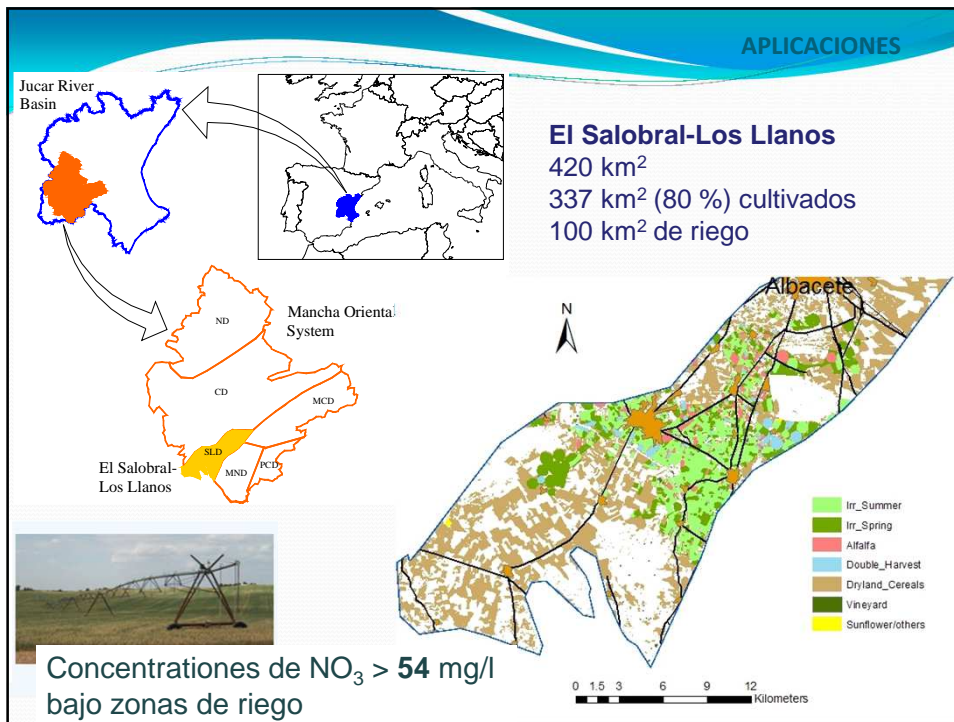 APLICACIONES
Jucar River
Basin
El Salobral-Los Llanos
420 km²
337 km² (80 %) cultivados
100 km² de riego
Mancha Oriental
System
ND
CD
MCD
SLD
MND
PCD
El Salobral-
Los Llanos
N
Albacete
Irr_Summer
Irr_Spring
Alfalfa
Double_Harvest
Dryland_Cereals
Vineyard
Sunflower/others
0 1.5 3 6 9 12
Kilometers
Concentrationes de NO₃ > 54 mg/l
bajo zonas de riego